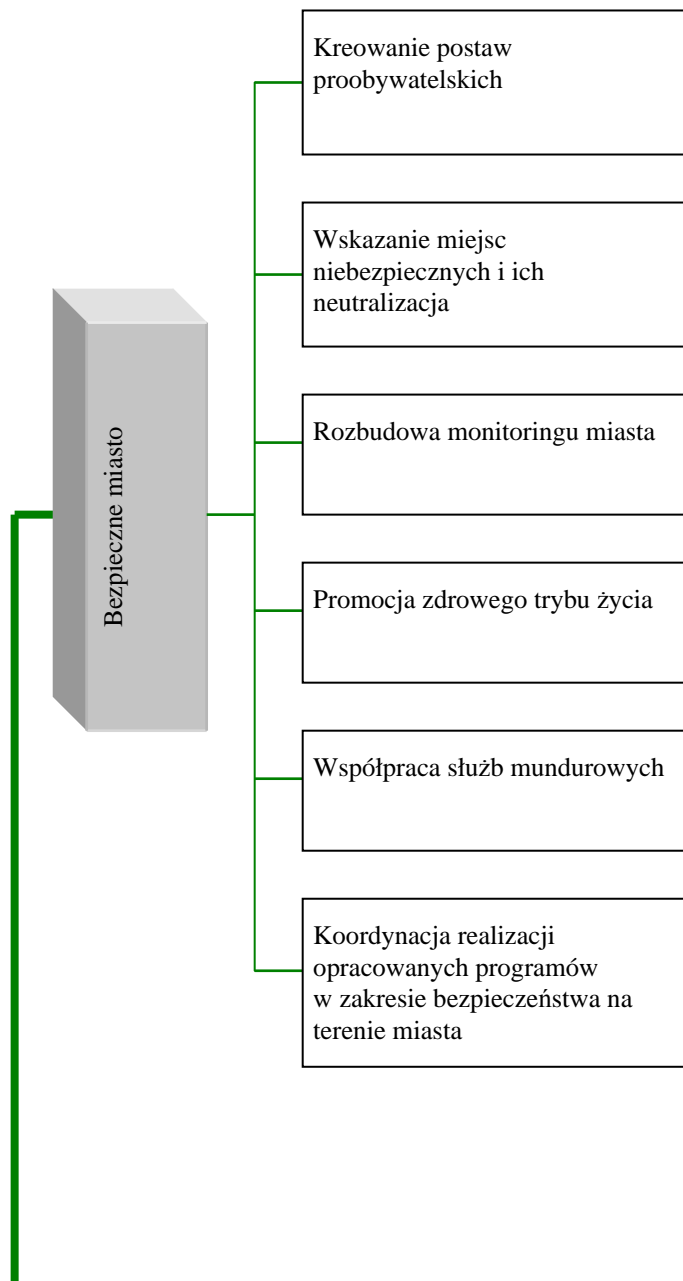 Kreowanie postaw
proobywatelskich
Wskazanie miejsc
niebezpiecznych i ich
neutralizacja
Rozbudowa monitoringu miasta
Bezpieczne miasto
Promocja zdrowego trybu życia
Współpraca służb mundurowych
Koordynacja realizacji
opracowanych programów
w zakresie bezpieczeństwa na
terenie miasta